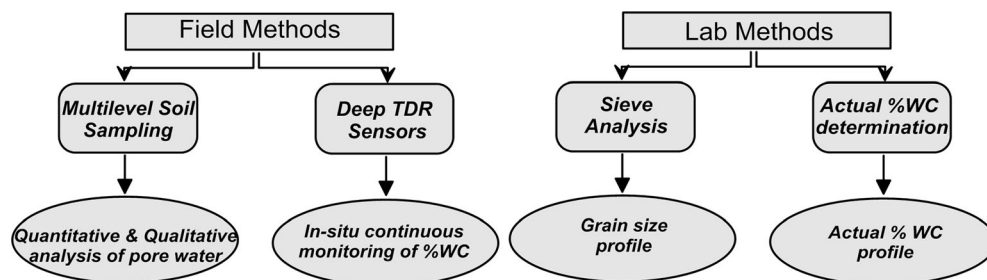 Field Methods
Multilevel Soil
Sampling
Deep TDR
Sensors
Quantitative & Qualitative
analysis of pore water
In-situ continuous
monitoring of %WC
Lab Methods
Sieve
Analysis
Actual %WC
determination
Grain size
profile
Actual % WC
profile